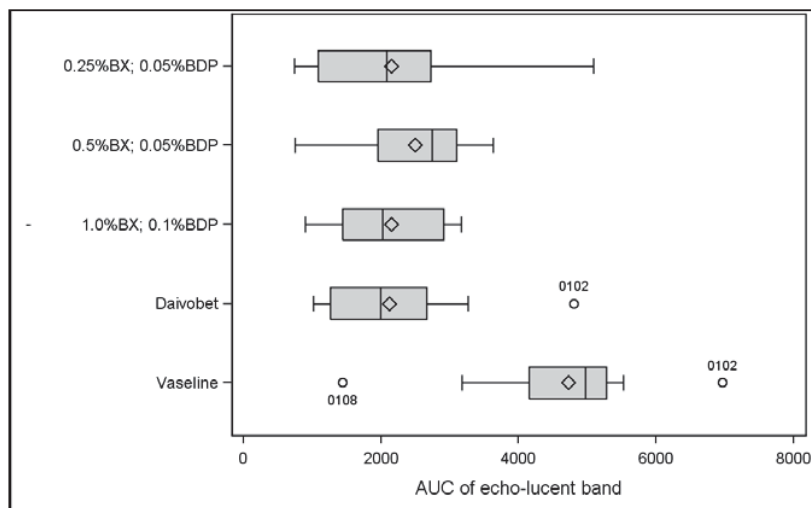 0.25%BX; 0.05%BDP
0.5%BX; 0.05%BDP
-
1.0%BX; 0.1%BDP
Daivobet
0102
Vaseline
0108
0102
0 2000 4000 6000 8000
AUC of echo-lucent band